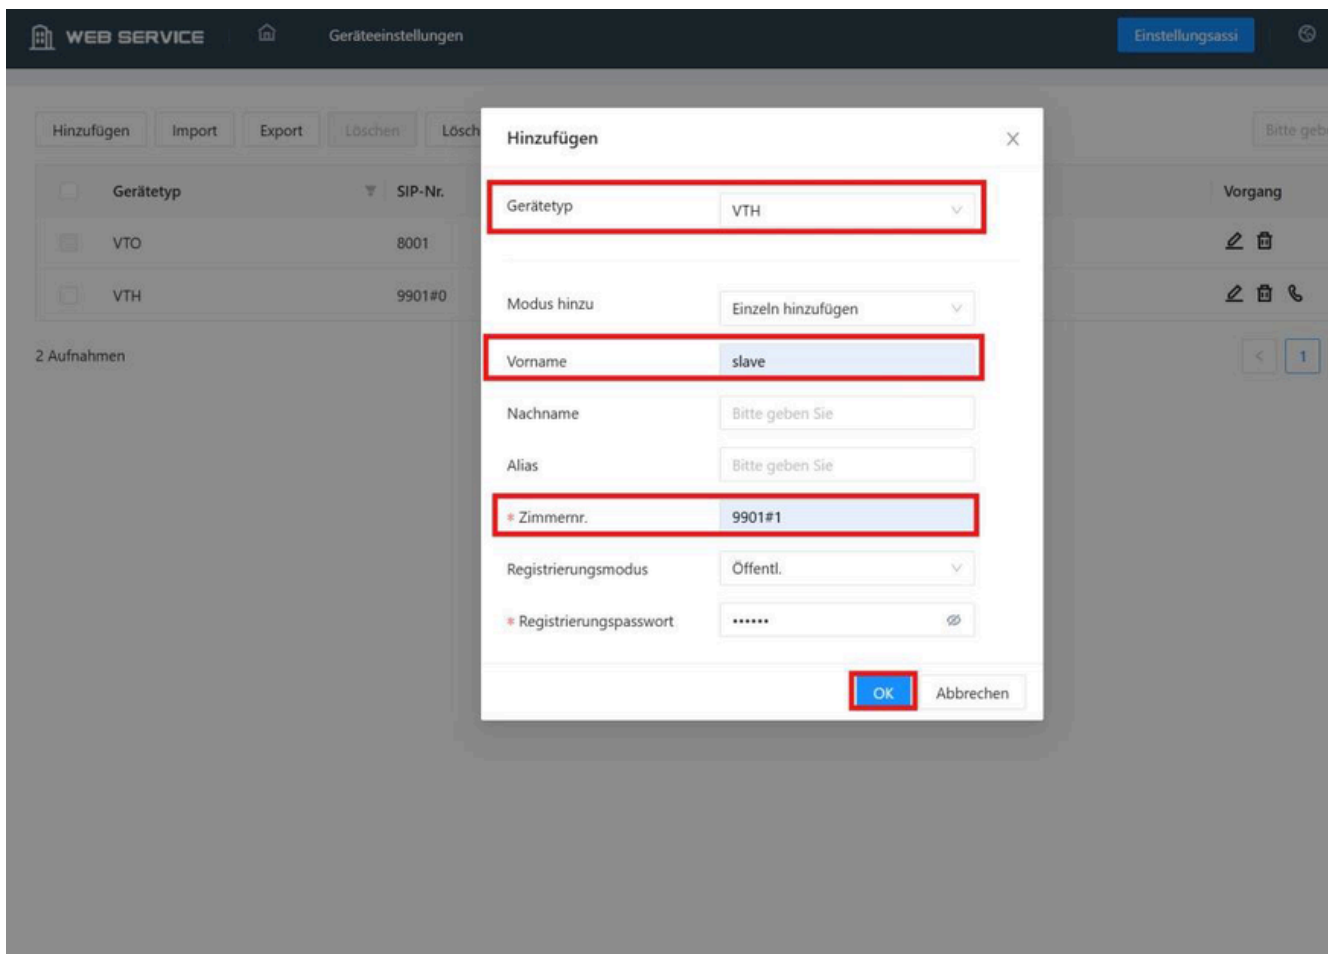 WEB SERVICE Geräteeinstellungen Einstellungsassi
Hinzufügen Import Export Löschen Lösch Bitte geb
Gerätetyp SIP-Nr. Vorgang
VTO 8001
VTH 9901#0
2 Aufnahmen 1
Hinzufügen
Gerätetyp VTH
Modus hinzu Einzeln hinzufügen
Vorname slave
Nachname Bitte geben Sie
Alias Bitte geben Sie
* Zimmernr. 9901#1
Registrierungsmodus Öffentl.
* Registrierungspasswort ••••••
OK Abbrechen